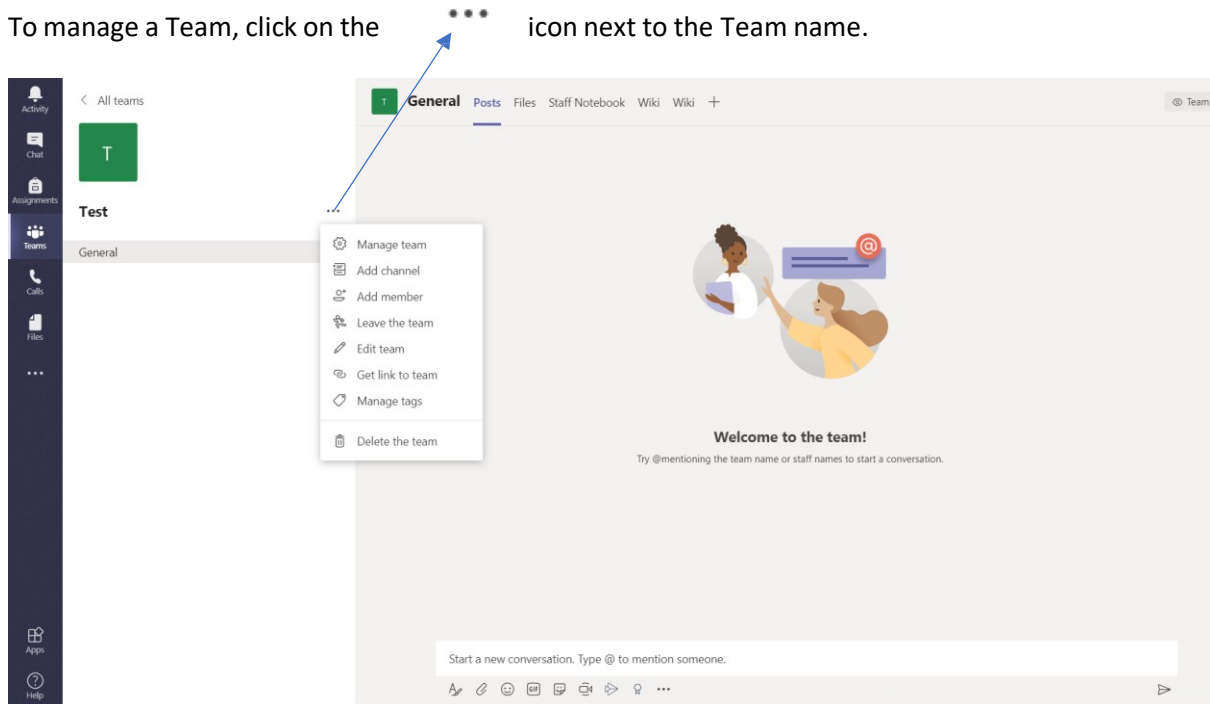 To manage a Team, click on the ••• icon next to the Team name.
Activity
Chat
Assignments
Teams
Calls
Files
Apps
Help
All teams
T
Test
General
Manage team
Add channel
Add member
Leave the team
Edit team
Get link to team
Manage tags
Delete the team
T General Posts Files Staff Notebook Wiki Wiki + Team
@
Welcome to the team!
Try @mentioning the team name or staff names to start a conversation.
Start a new conversation. Type @ to mention someone.
GIF